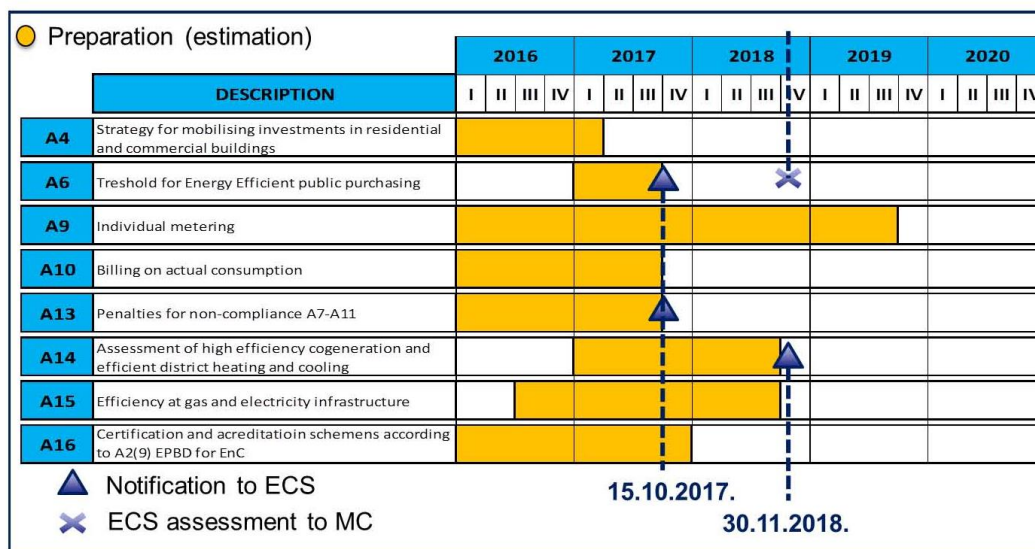 Preparation (estimation)
2016 2017 2018 2019 2020
DESCRIPTION I II III IV I II III IV I II III IV I II III IV I II III IV
A4 Strategy for mobilising investments in residential
and commercial buildings
A6 Treshold for Energy Efficient public purchasing
A9 Individual metering
A10 Billing on actual consumption
A13 Penalties for non-compliance A7-A11
A14 Assessment of high efficiency cogeneration and
efficient district heating and cooling
A15 Efficiency at gas and electricity infrastructure
A16 Certification and acreditatioin schemens according
to A2(9) EPBD for EnC
Notification to ECS
ECS assessment to MC
15.10.2017.
30.11.2018.